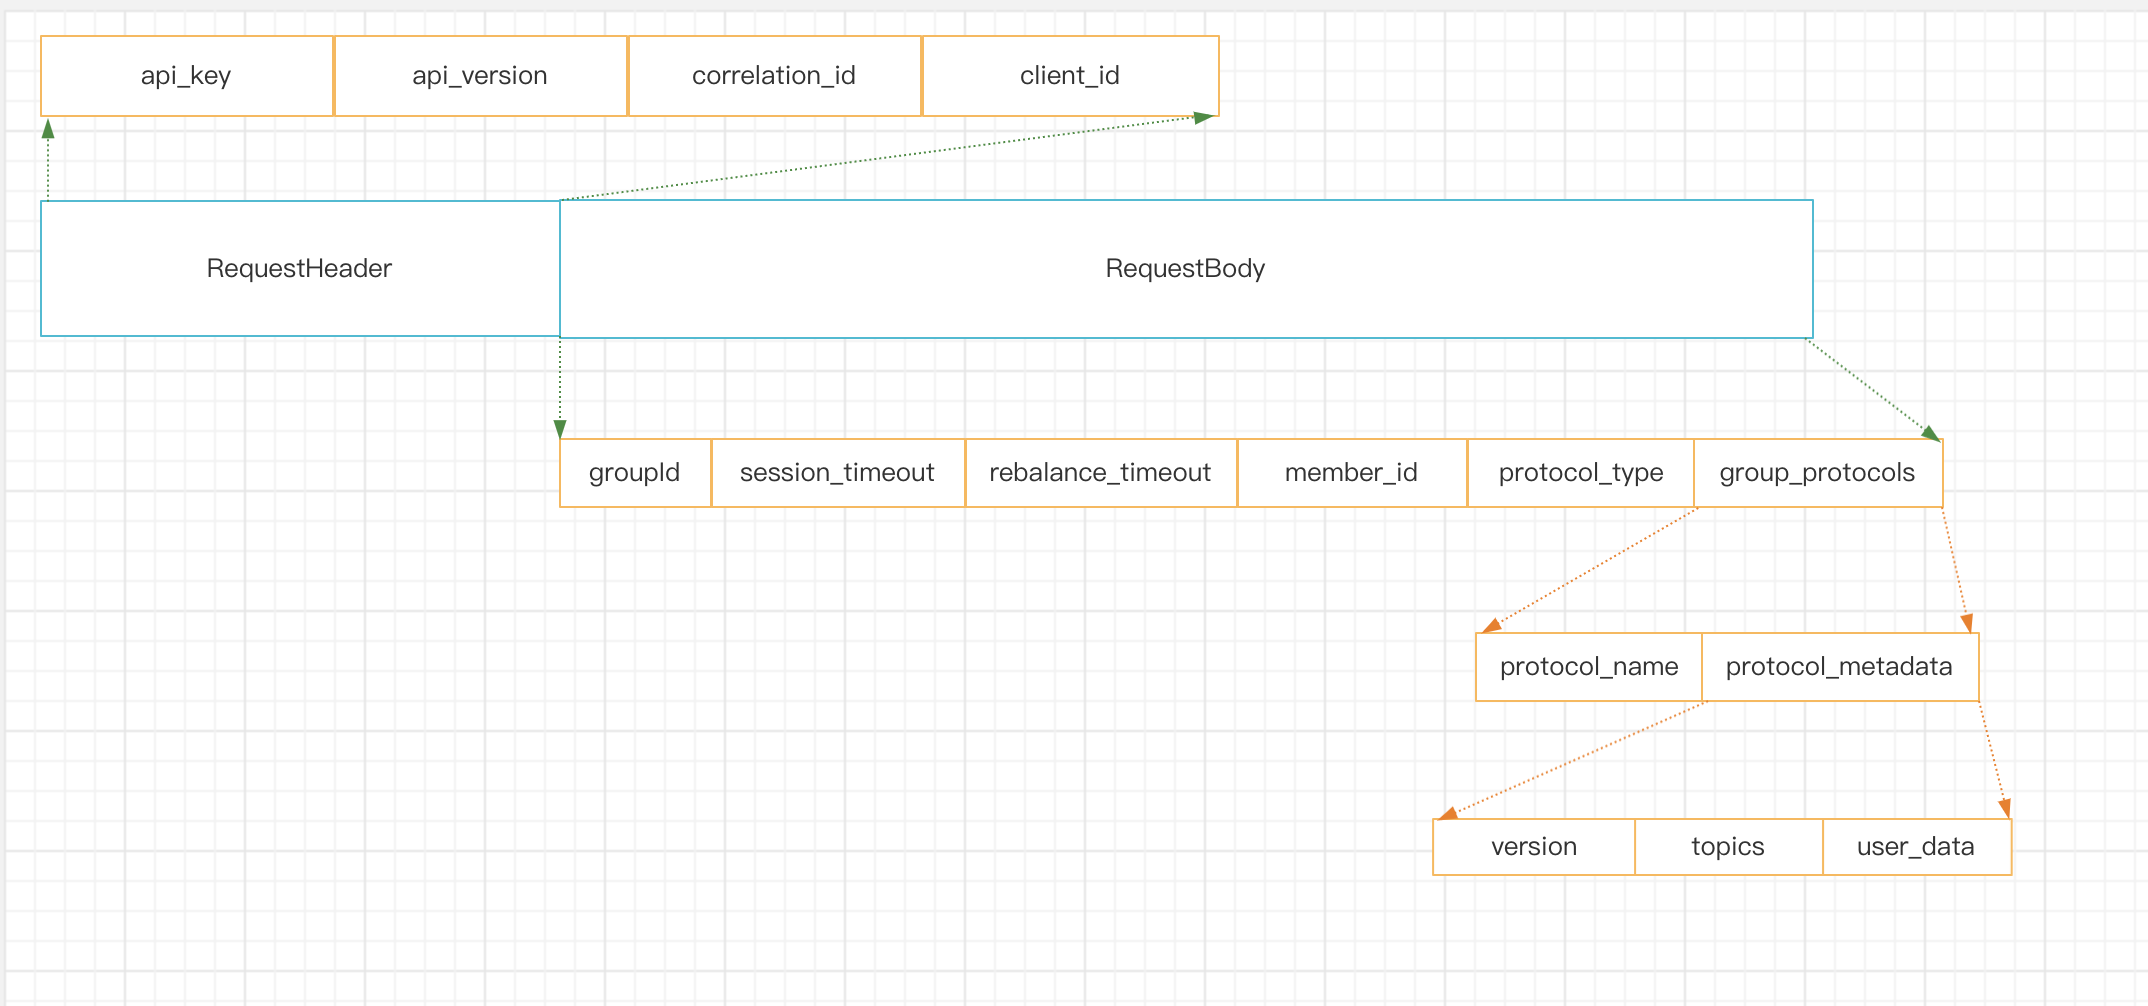 api_key api_version correlation_id client_id
RequestHeader RequestBody
groupId session_timeout rebalance_timeout member_id protocol_type group_protocols
protocol_name protocol_metadata
version topics user_data